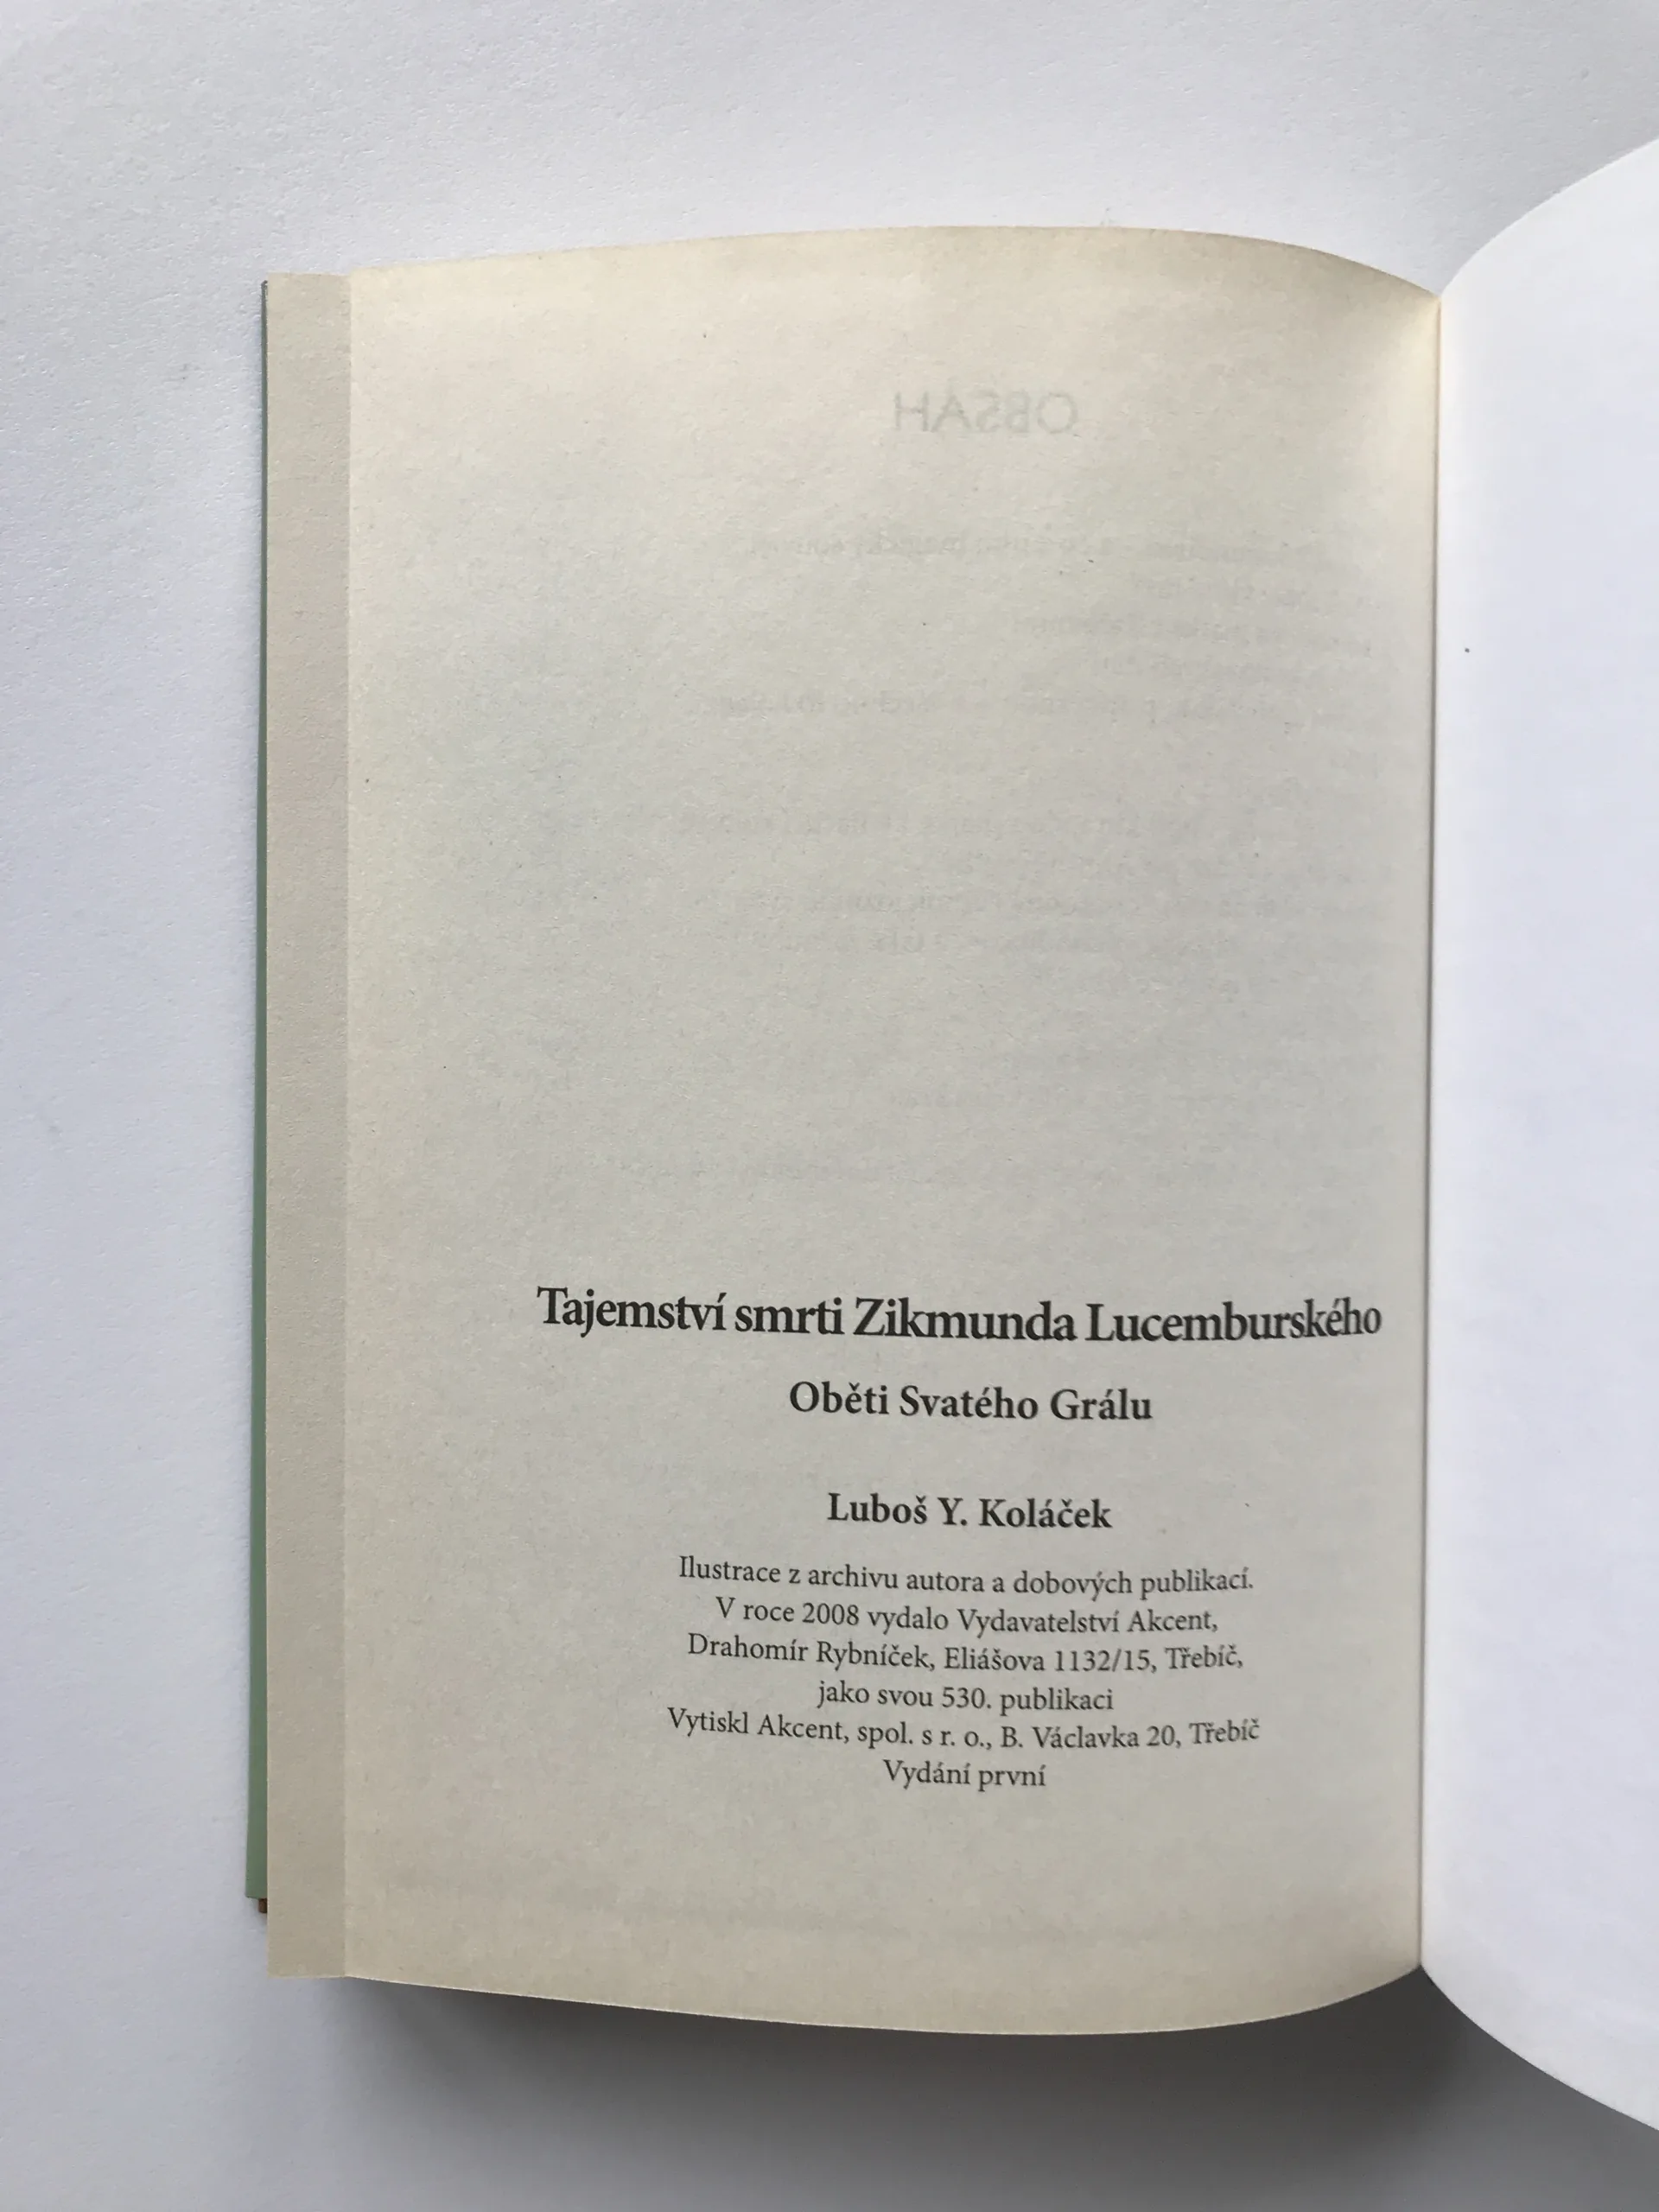 OBSAH
Tajemství smrti Zikmunda Lucemburského
Oběti Svatého Grálu
Luboš Y. Koláček
Ilustrace z archivu autora a dobových publikací.
V roce 2008 vydalo Vydavatelství Akcent,
Drahomír Rybníček, Eliášova 1132/15, Třebíč,
jako svou 530. publikaci
Vytiskl Akcent, spol. s r. o., B. Václavka 20, Třebíč
Vydání první